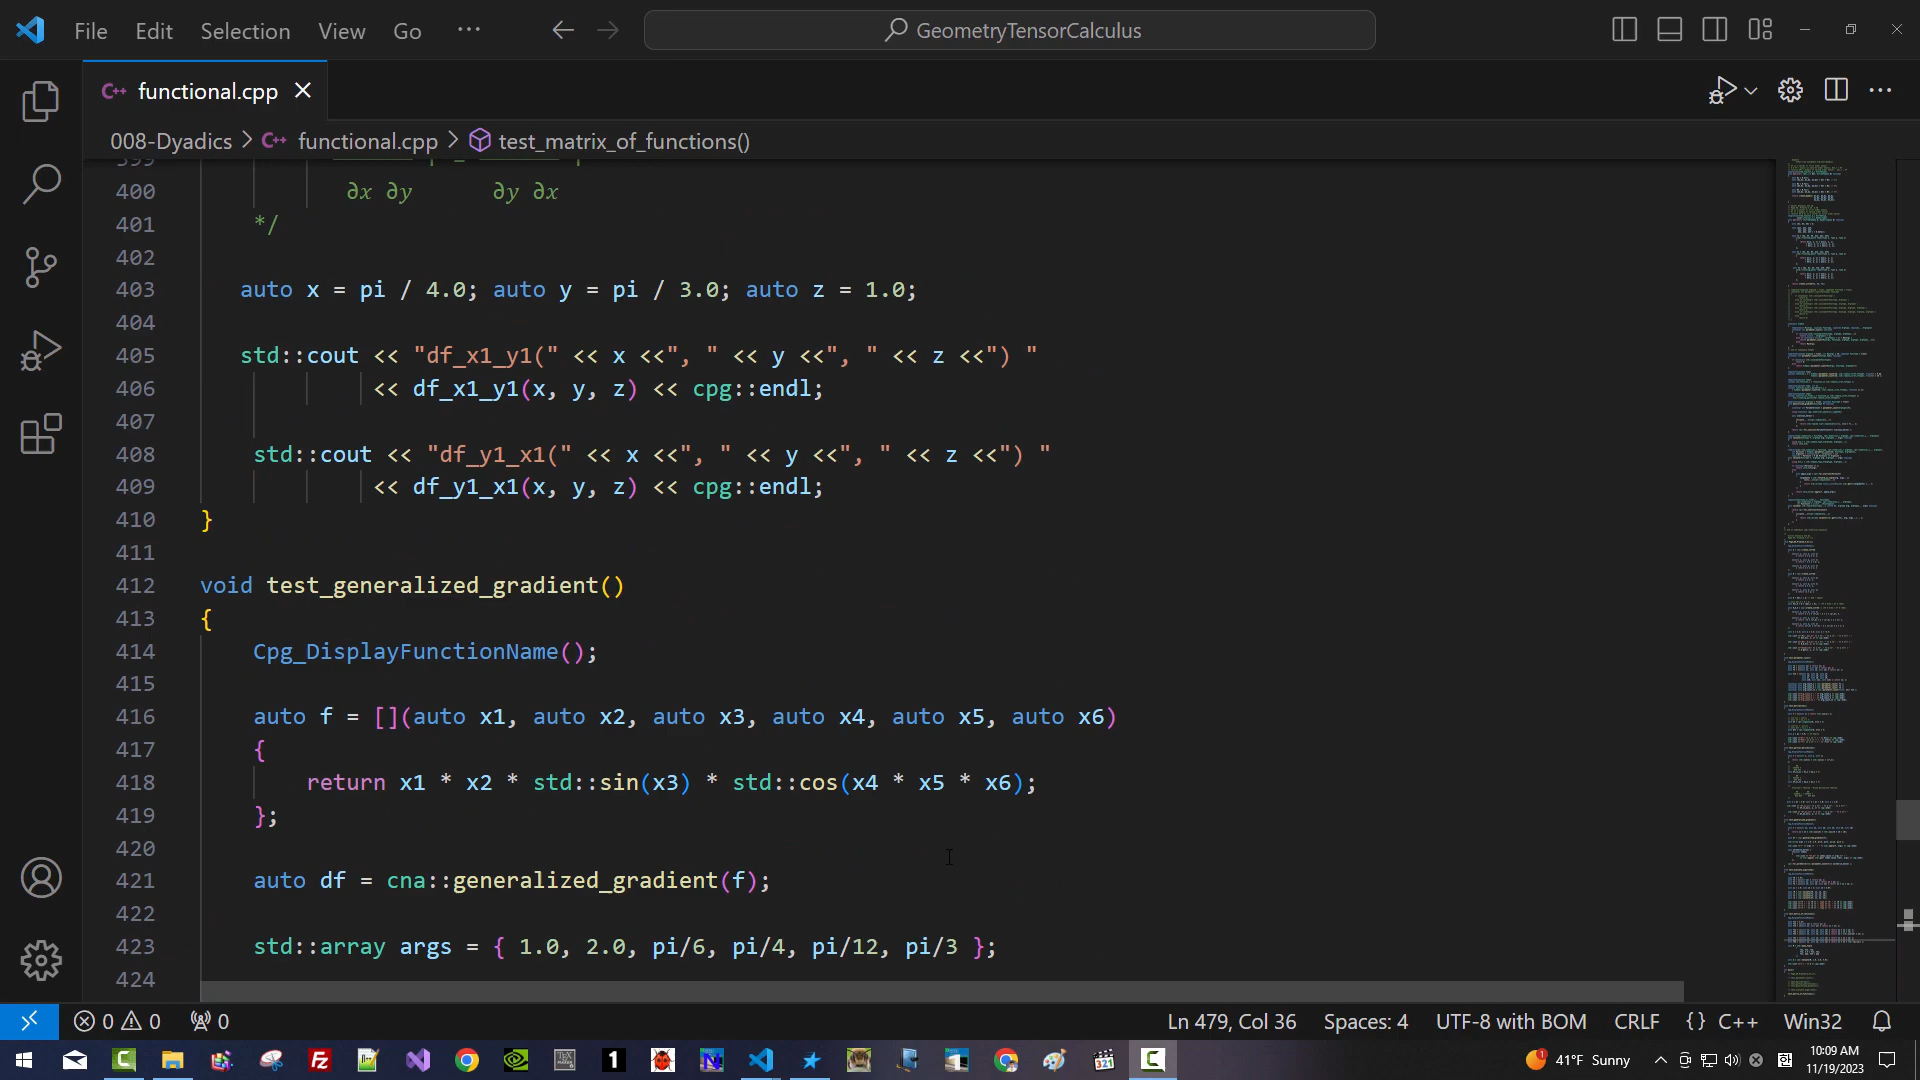 File Edit Selection View Go ··· GeometryTensorCalculus
C++ functional.cpp
008-Dyadics > C++ functional.cpp > test_matrix_of_functions()
399
400 ∂x ∂y ∂y ∂x
401 */
402
403 auto x = pi / 4.0; auto y = pi / 3.0; auto z = 1.0;
404
405 std::cout << "df_x1_y1(" << x <<", " << y <<", " << z <<") "
406 << df_x1_y1(x, y, z) << cpg::endl;
407
408 std::cout << "df_y1_x1(" << x <<", " << y <<", " << z <<") "
409 << df_y1_x1(x, y, z) << cpg::endl;
410 }
411
412 void test_generalized_gradient()
413 {
414 Cpg_DisplayFunctionName();
415
416 auto f = [](auto x1, auto x2, auto x3, auto x4, auto x5, auto x6)
417 {
418 return x1 * x2 * std::sin(x3) * std::cos(x4 * x5 * x6);
419 };
420
421 auto df = cna::generalized_gradient(f);
422
423 std::array args = { 1.0, 2.0, pi/6, pi/4, pi/12, pi/3 };
424
0 0 0 Ln 479, Col 36 Spaces: 4 UTF-8 with BOM CRLF {} C++ Win32
1 41°F Sunny 10:09 AM
11/19/2023